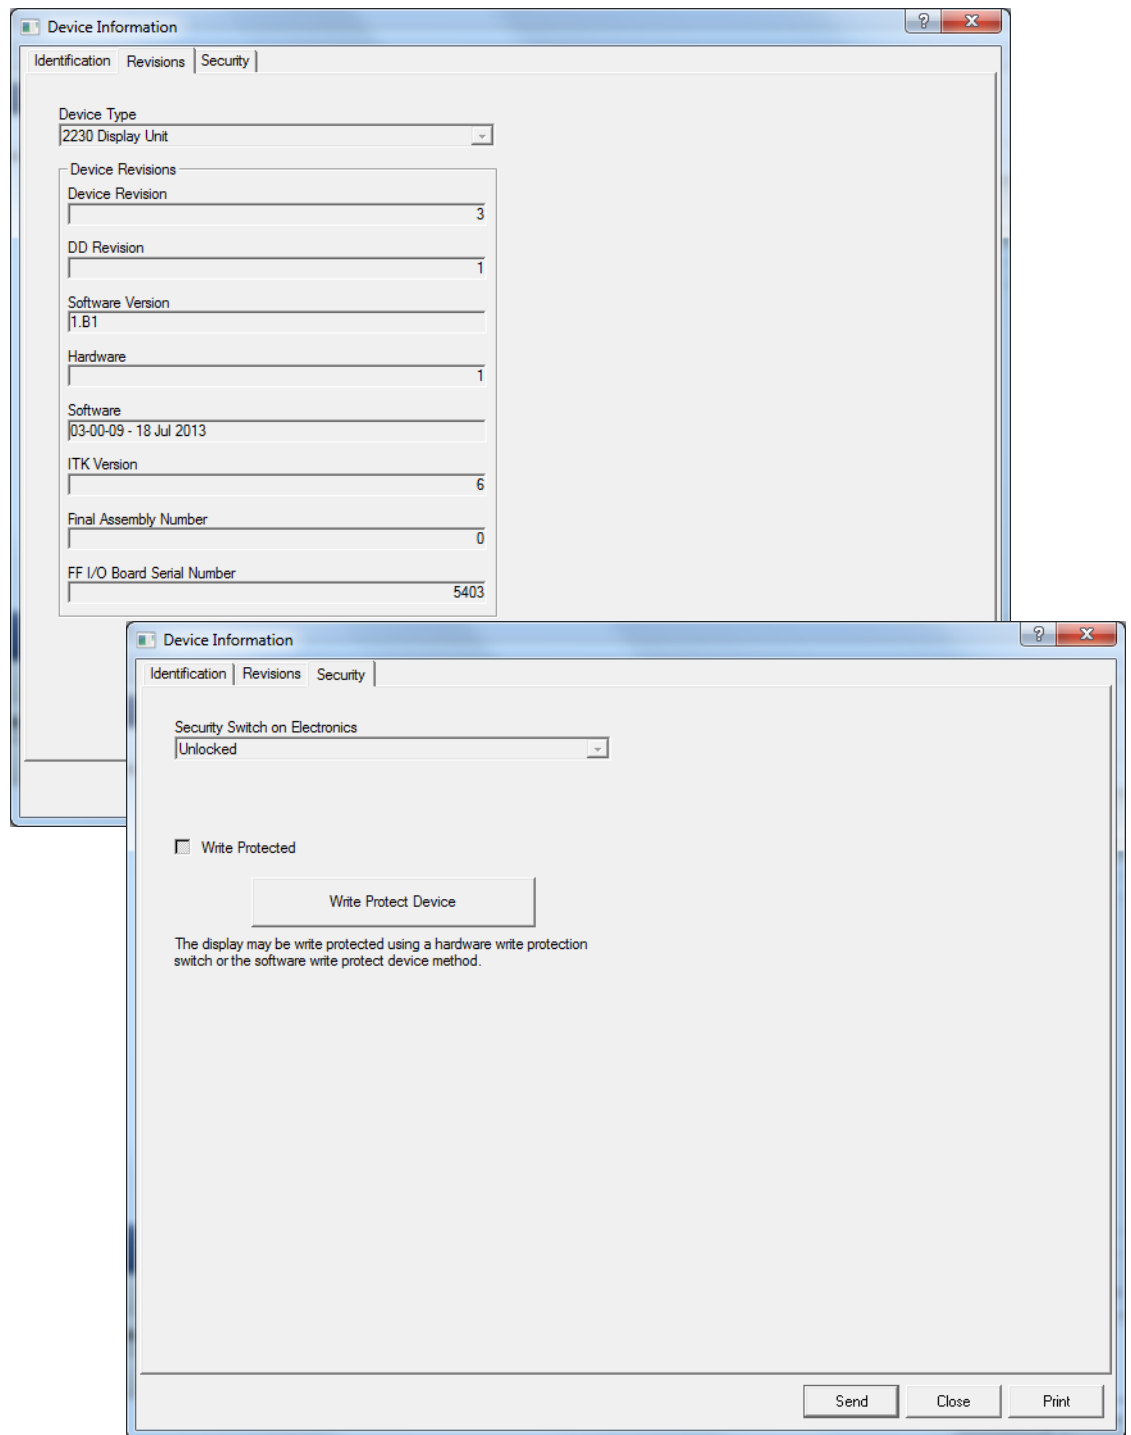 Device Information
?
X
Identification Revisions Security
Device Type
2230 Display Unit
Device Revisions
Device Revision
3
DD Revision
1
Software Version
1.B1
Hardware
1
Software
03-00-09 - 18 Jul 2013
ITK Version
6
Final Assembly Number
0
FF I/O Board Serial Number
5403
Device Information
?
X
Identification Revisions Security
Security Switch on Electronics
Unlocked
Write Protected
Write Protect Device
The display may be write protected using a hardware write protection
switch or the software write protect device method.
Send Close Print